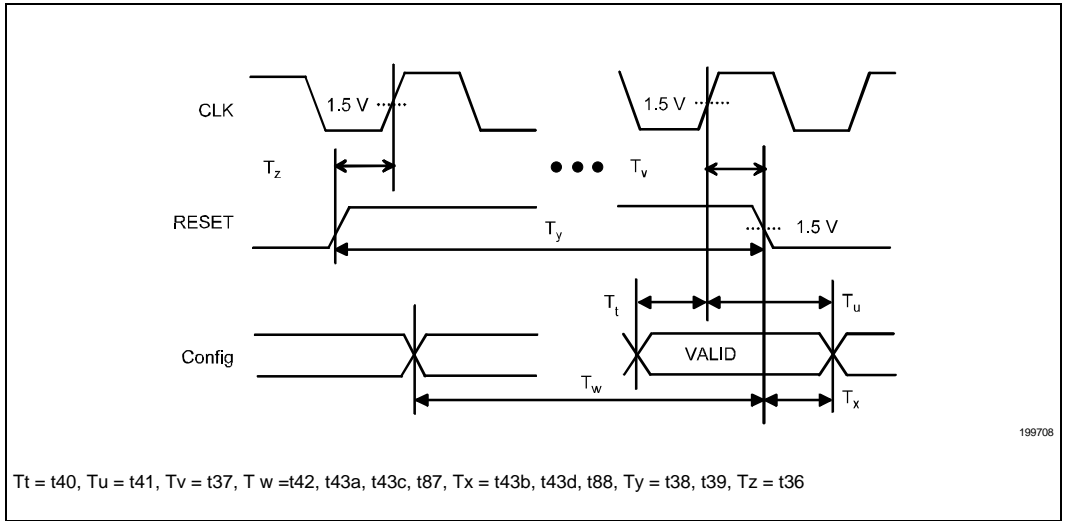 CLK
1.5 V
1.5 V
Tz
Tv
RESET
Ty
1.5 V
Tt
Tu
Config
VALID
Tw
Tx
199708
Tt = t40, Tu = t41, Tv = t37, T w =t42, t43a, t43c, t87, Tx = t43b, t43d, t88, Ty = t38, t39, Tz = t36